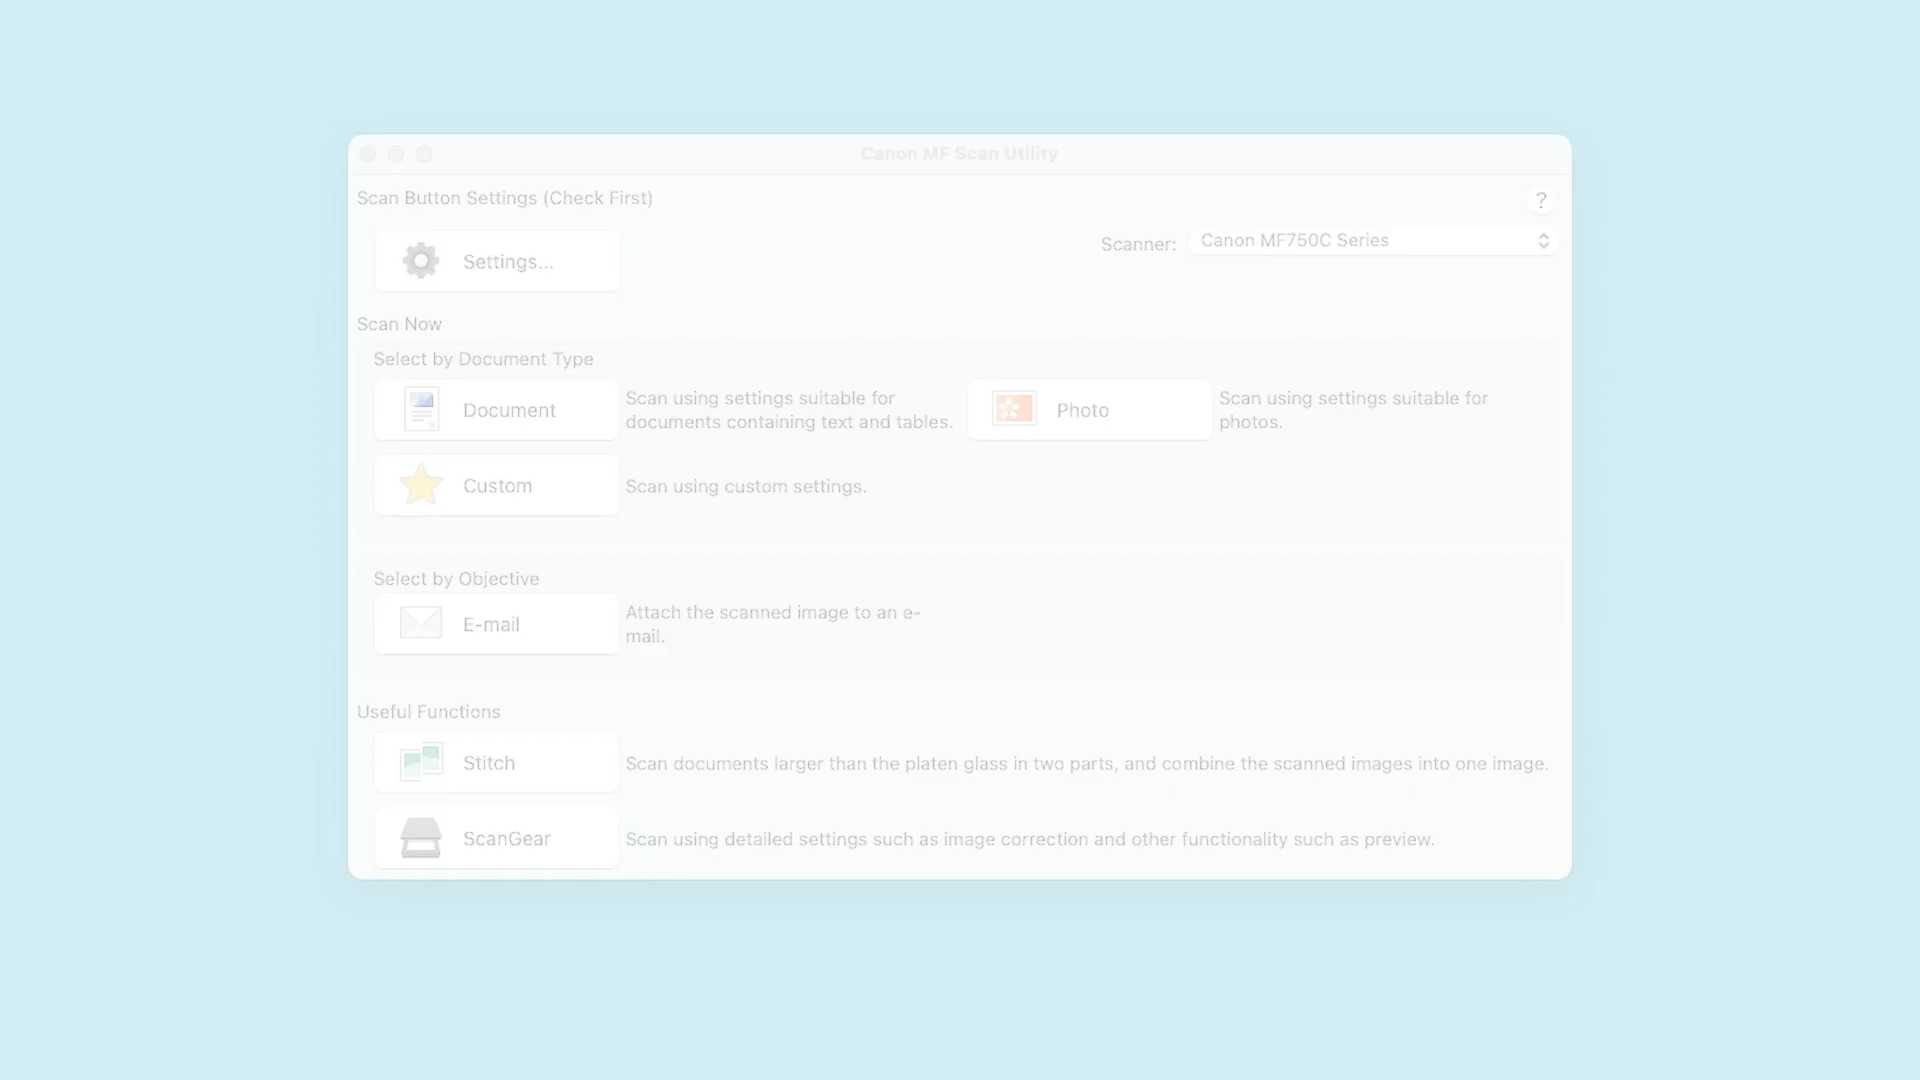 Canon MF Scan Utility
Scan Button Settings (Check First)
?
Settings...
Scanner: Canon MF750C Series
Scan Now
Select by Document Type
Document
Scan using settings suitable for
documents containing text and tables.
Photo
Scan using settings suitable for
photos.
Custom
Scan using custom settings.
Select by Objective
E-mail
Attach the scanned image to an e-
mail.
Useful Functions
Stitch
Scan documents larger than the platen glass in two parts, and combine the scanned images into one image.
ScanGear
Scan using detailed settings such as image correction and other functionality such as preview.